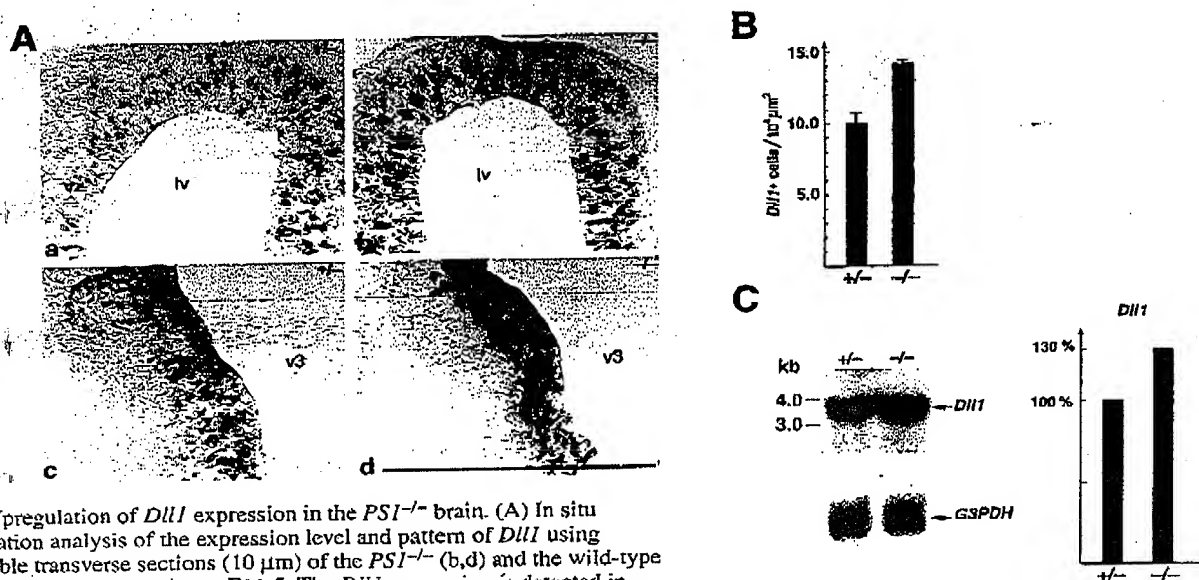 A
B
lv
lv
a
b
v3
v3
c
d
15.0
10.0
5.0
Dll1+ cells / 10⁴μm²
+/−
−/−
C
kb
+/−
−/−
4.0
3.0
Dll1
G3PDH
Dll1
130 %
100 %
+/−
−/−
pregulation of Dll1 expression in the PS1−/− brain. (A) In situ
ation analysis of the expression level and pattern of Dll1 using
ble transverse sections (10 μm) of the PS1−/− (b,d) and the wild-type